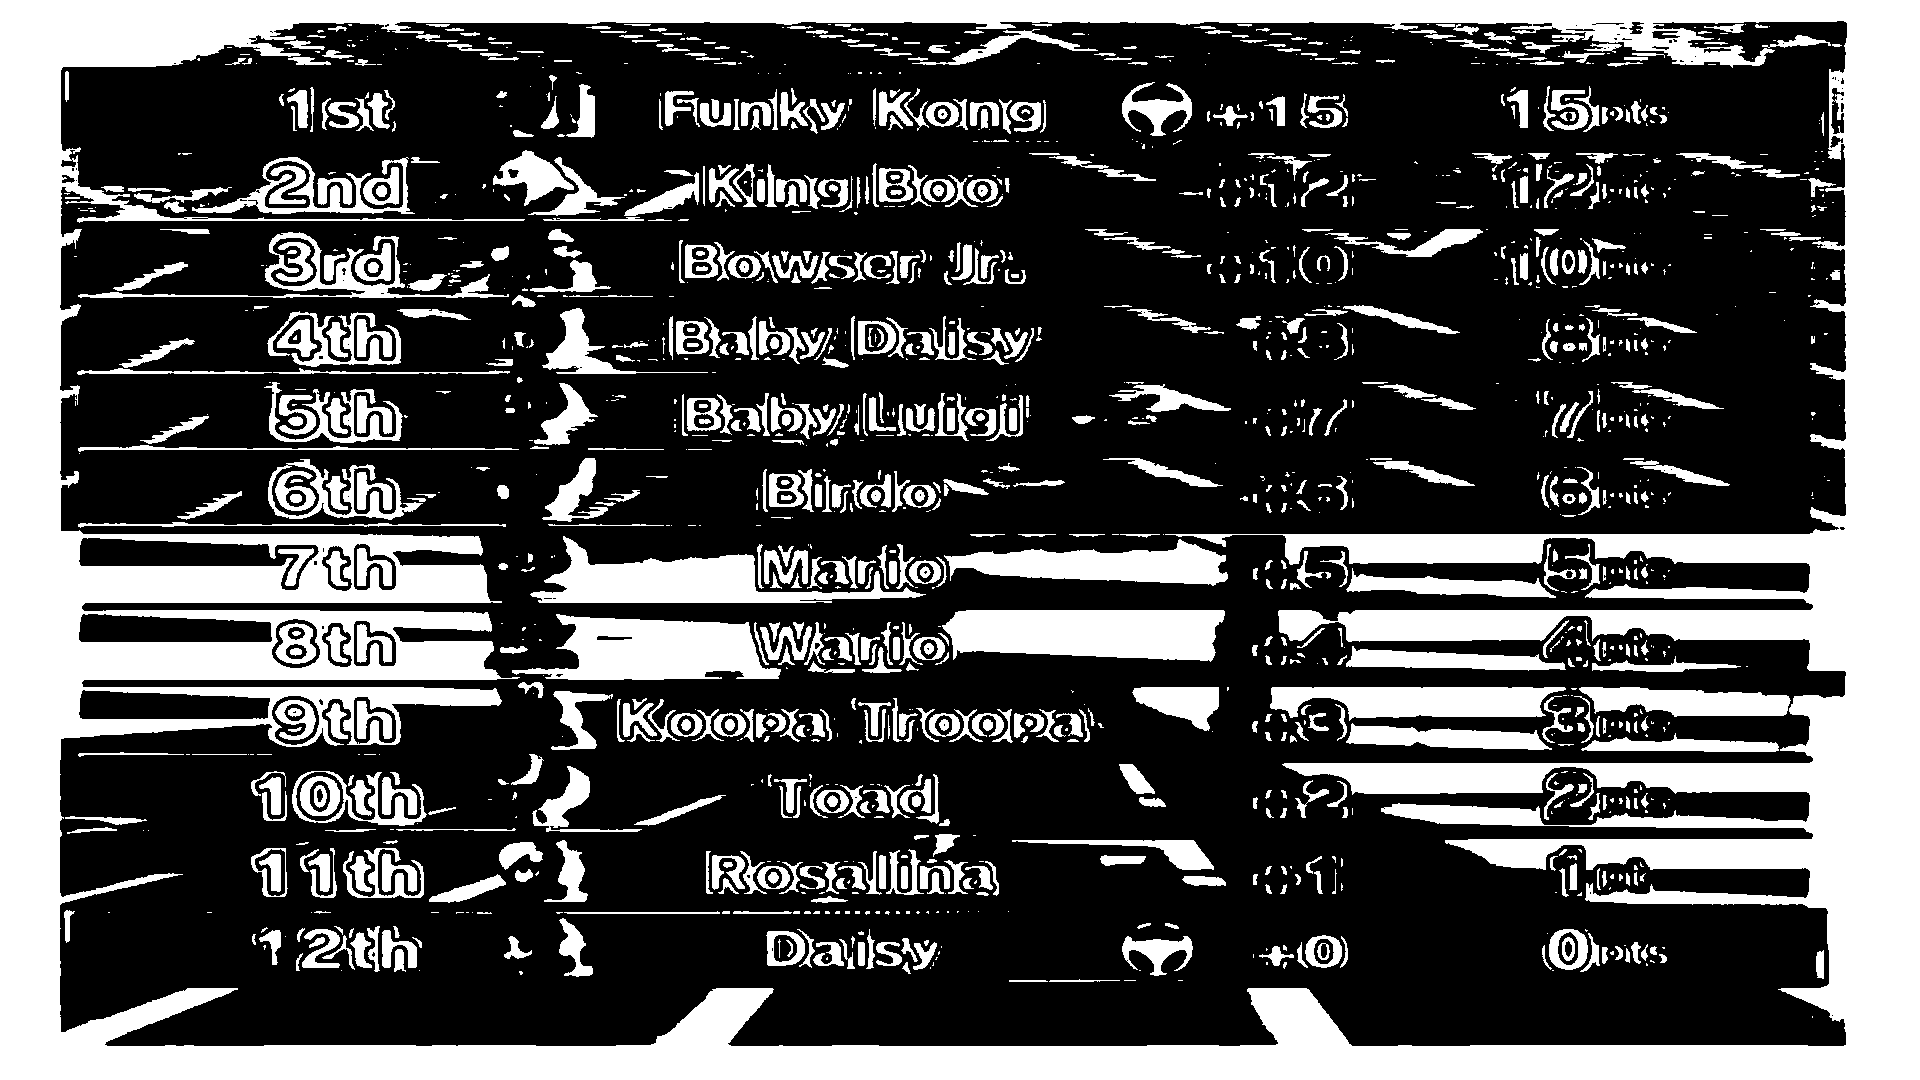 1st Funky Kong +15 15pts
2nd King Boo +12 12pts
3rd Bowser Jr. +10 10pts
4th Baby Daisy +8 8pts
5th Baby Luigi +7 7pts
6th Birdo +6 6pts
7th Mario +5 5pts
8th Wario +4 4pts
9th Koopa Troopa +3 3pts
10th Toad +2 2pts
11th Rosalina +1 1pt
12th Daisy +0 0pts